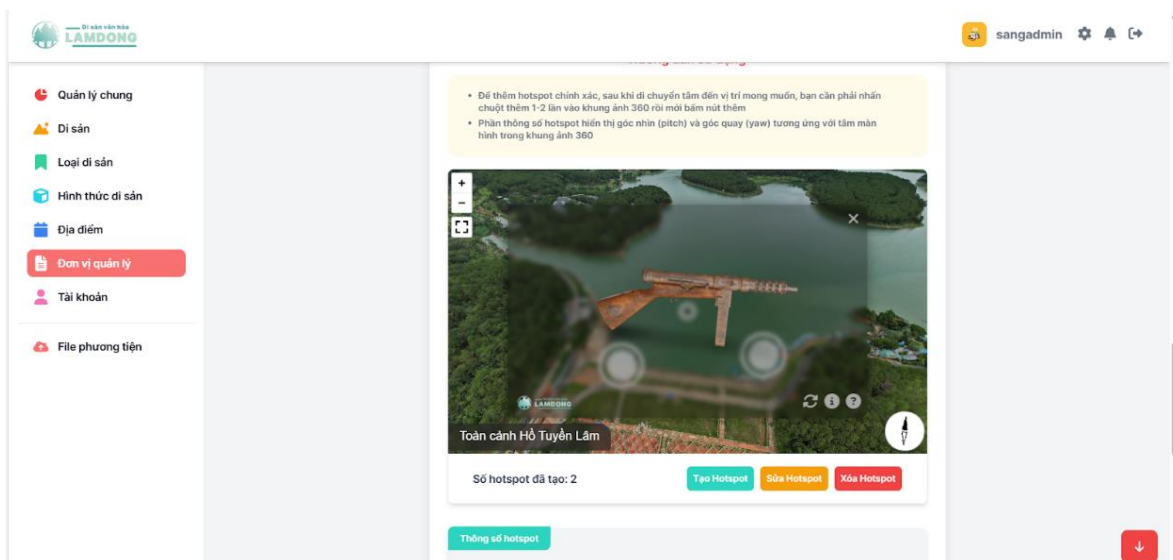 Di sản văn hóa
LAMDONG
sangadmin
Quản lý chung
Di sản
Loại di sản
Hình thức di sản
Địa điểm
Đơn vị quản lý
Tài khoản
File phương tiện
Để thêm hotspot chính xác, sau khi di chuyển tâm đến vị trí mong muốn, bạn cần phải nhấn
chuột thêm 1-2 lần vào khung ảnh 360 rồi mới bấm nút thêm
Phần thông số hotspot hiển thị góc nhìn (pitch) và góc quay (yaw) tương ứng với tâm màn
hình trong khung ảnh 360
+
-
LAMDONG
Toàn cảnh Hồ Tuyền Lâm
Số hotspot đã tạo: 2
Tạo Hotspot
Sửa Hotspot
Xóa Hotspot
Thông số hotspot